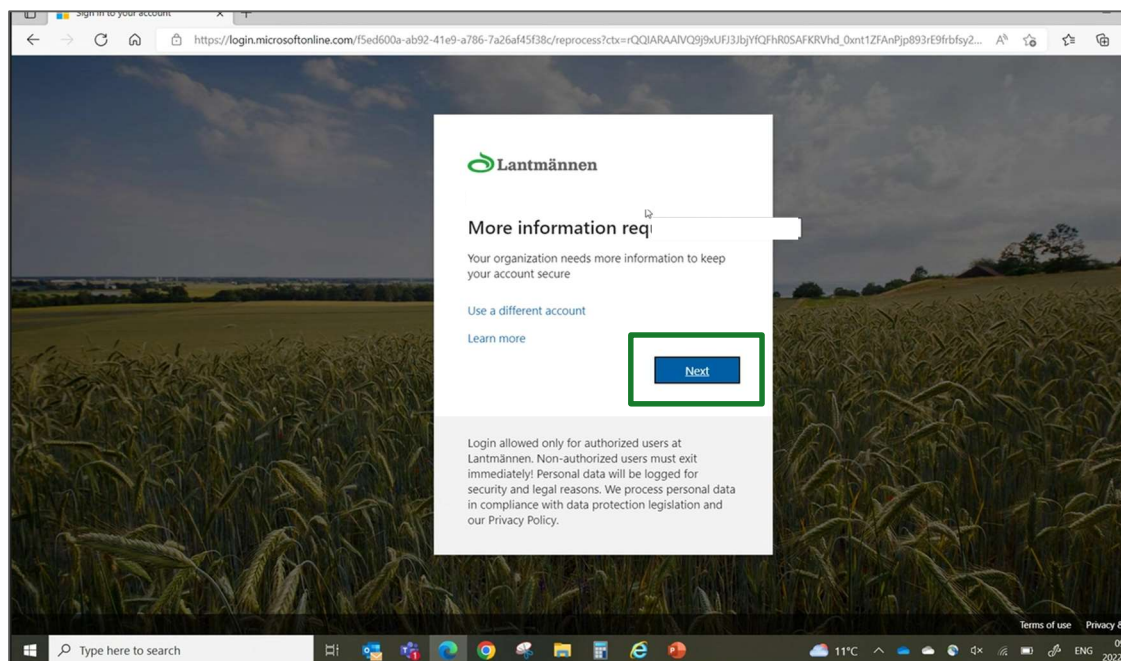 Sign in to your account
https://login.microsoftonline.com/f5ed600a-ab92-41e9-a786-7a26af45f38c/reprocess?ctx=rQQIARAAlVQ9j9xUFJ3JbjYfQFhR0SAFKRVhd_0xnt1ZFAnPjp893rE9frbfsy2...
Lantmännen
More information requ
Your organization needs more information to keep
your account secure
Use a different account
Learn more
Next
Login allowed only for authorized users at
Lantmännen. Non-authorized users must exit
immediately! Personal data will be logged for
security and legal reasons. We process personal data
in compliance with data protection legislation and
our Privacy Policy.
Terms of use Privacy &
Type here to search
11°C
ENG
2022